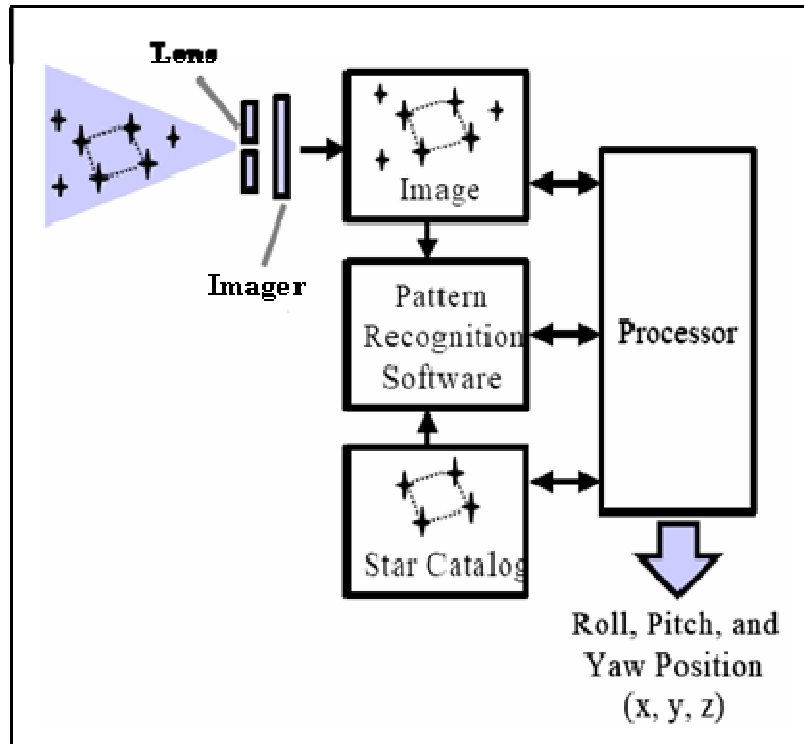 Lens
Imager
Image
Pattern
Recognition
Software
Star Catalog
Processor
Roll, Pitch, and
Yaw Position
(x, y, z)